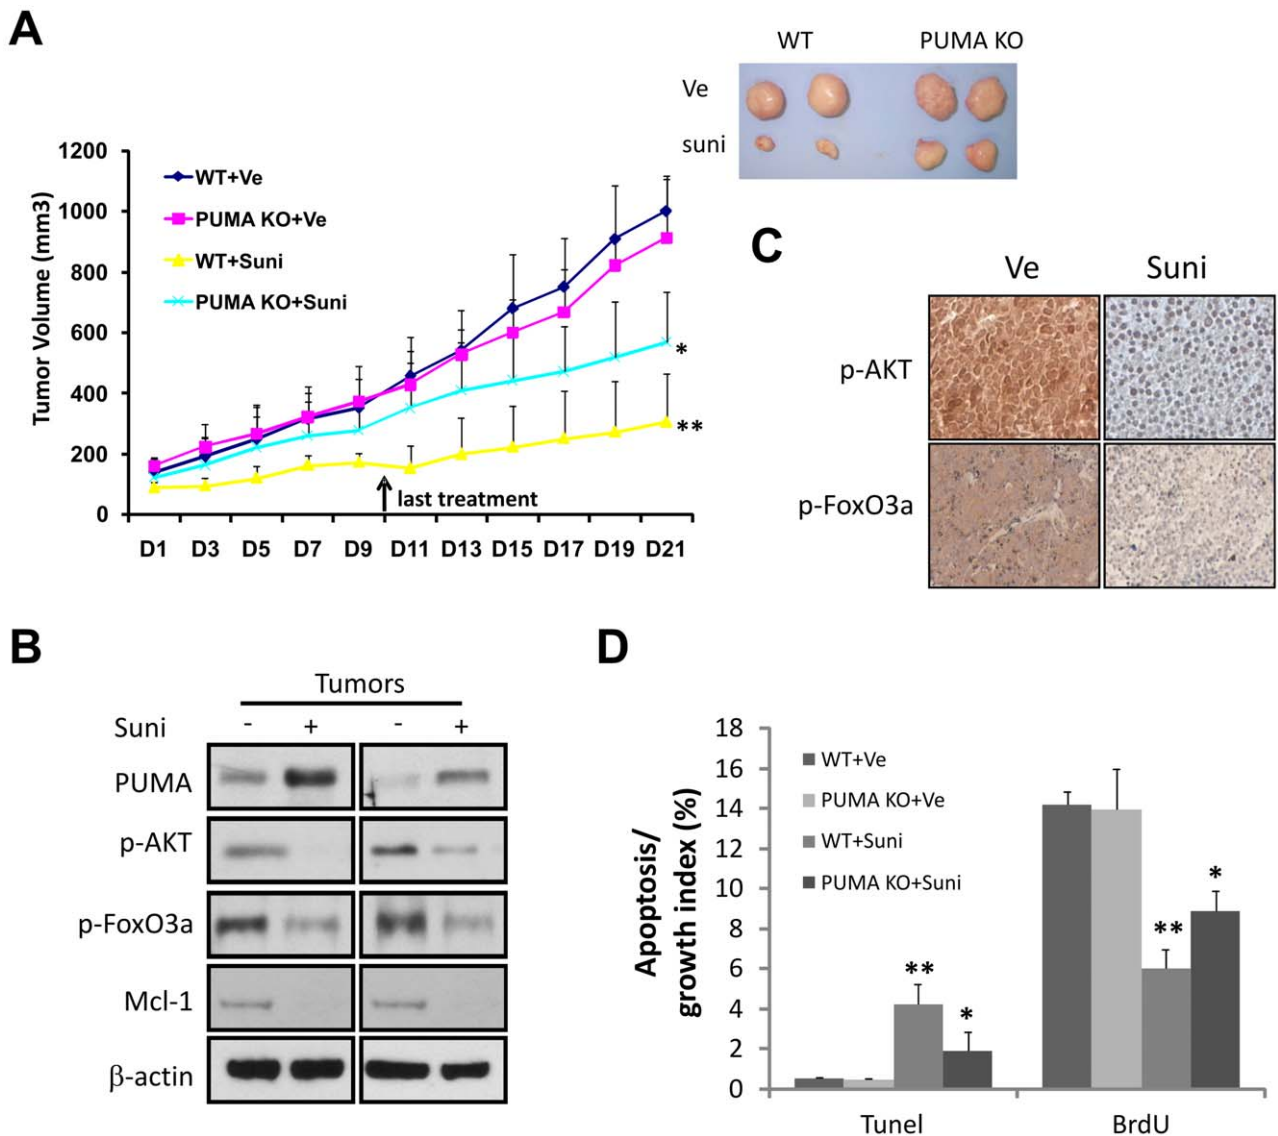 A
WT PUMA KO
Ve
suni
Tumor Volume (mm3)
1200
1000
800
600
400
200
0
WT+Ve
PUMA KO+Ve
WT+Suni
PUMA KO+Suni
*
**
last treatment
D1 D3 D5 D7 D9 D11 D13 D15 D17 D19 D21
C
Ve Suni
p-AKT
p-FoxO3a
B
Tumors
Suni - + - +
PUMA
p-AKT
p-FoxO3a
Mcl-1
β-actin
D
Apoptosis/
growth index (%)
18
16
14
12
10
8
6
4
2
0
WT+Ve
PUMA KO+Ve
WT+Suni
PUMA KO+Suni
**
*
**
*
Tunel BrdU